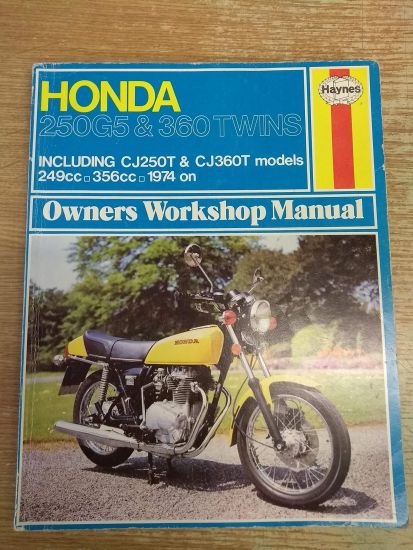 HONDA
250G5 & 360 TWINS
Haynes
INCLUDING CJ250T & CJ360T models
249cc □ 356cc □ 1974 on
Owners Workshop Manual
HONDA